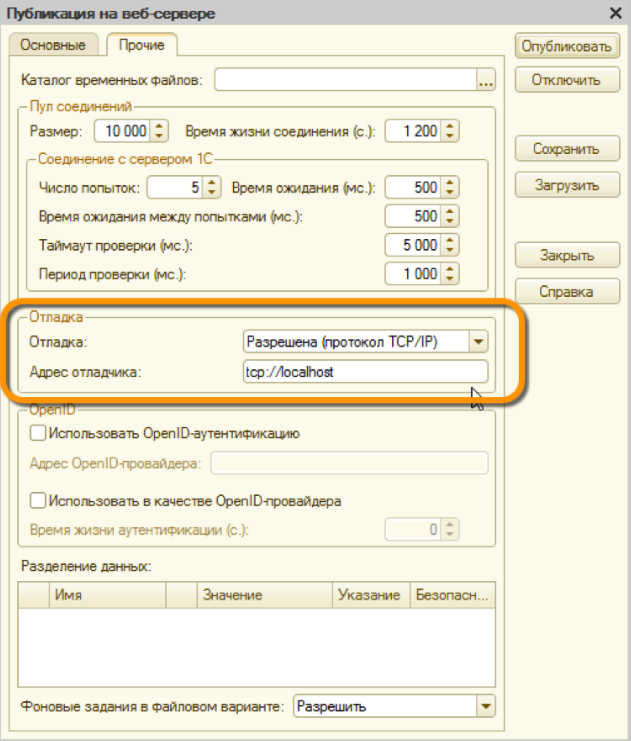 Публикация на веб-сервере
Основные Прочие
Опубликовать
Каталог временных файлов: ...
Отключить
Пул соединений
Размер: 10 000 Время жизни соединения (с.): 1 200
Соединение с сервером 1С
Сохранить
Число попыток: 5 Время ожидания (мс.): 500
Загрузить
Время ожидания между попытками (мс.): 500
Таймаут проверки (мс.): 5 000
Закрыть
Период проверки (мс.): 1 000
Справка
Отладка
Отладка: Разрешена (протокол TCP/IP)
Адрес отладчика: tcp://localhost
OpenID
Использовать OpenID-аутентификацию
Адрес OpenID-провайдера:
Использовать в качестве OpenID-провайдера
Время жизни аутентификации (с.): 0
Разделение данных:
Имя Значение Указание Безопасн...
Фоновые задания в файловом варианте: Разрешить